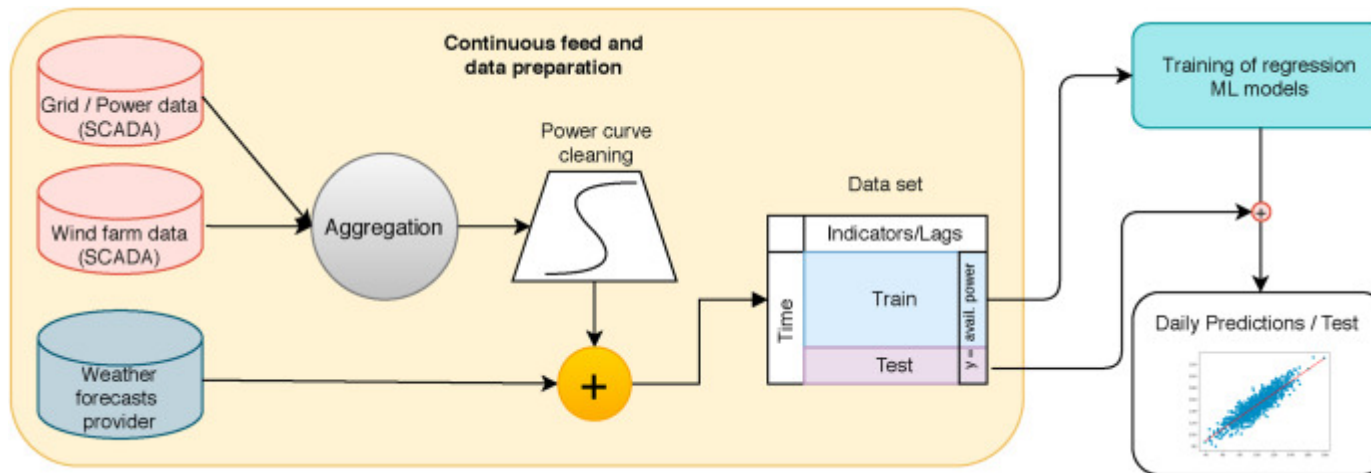 Continuous feed and
data preparation
Grid / Power data
(SCADA)
Wind farm data
(SCADA)
Weather
forecasts
provider
Aggregation
Power curve
cleaning
+
Data set
Indicators/Lags
Time
Train
Test
y = avail. power
Training of regression
ML models
+
Daily Predictions / Test